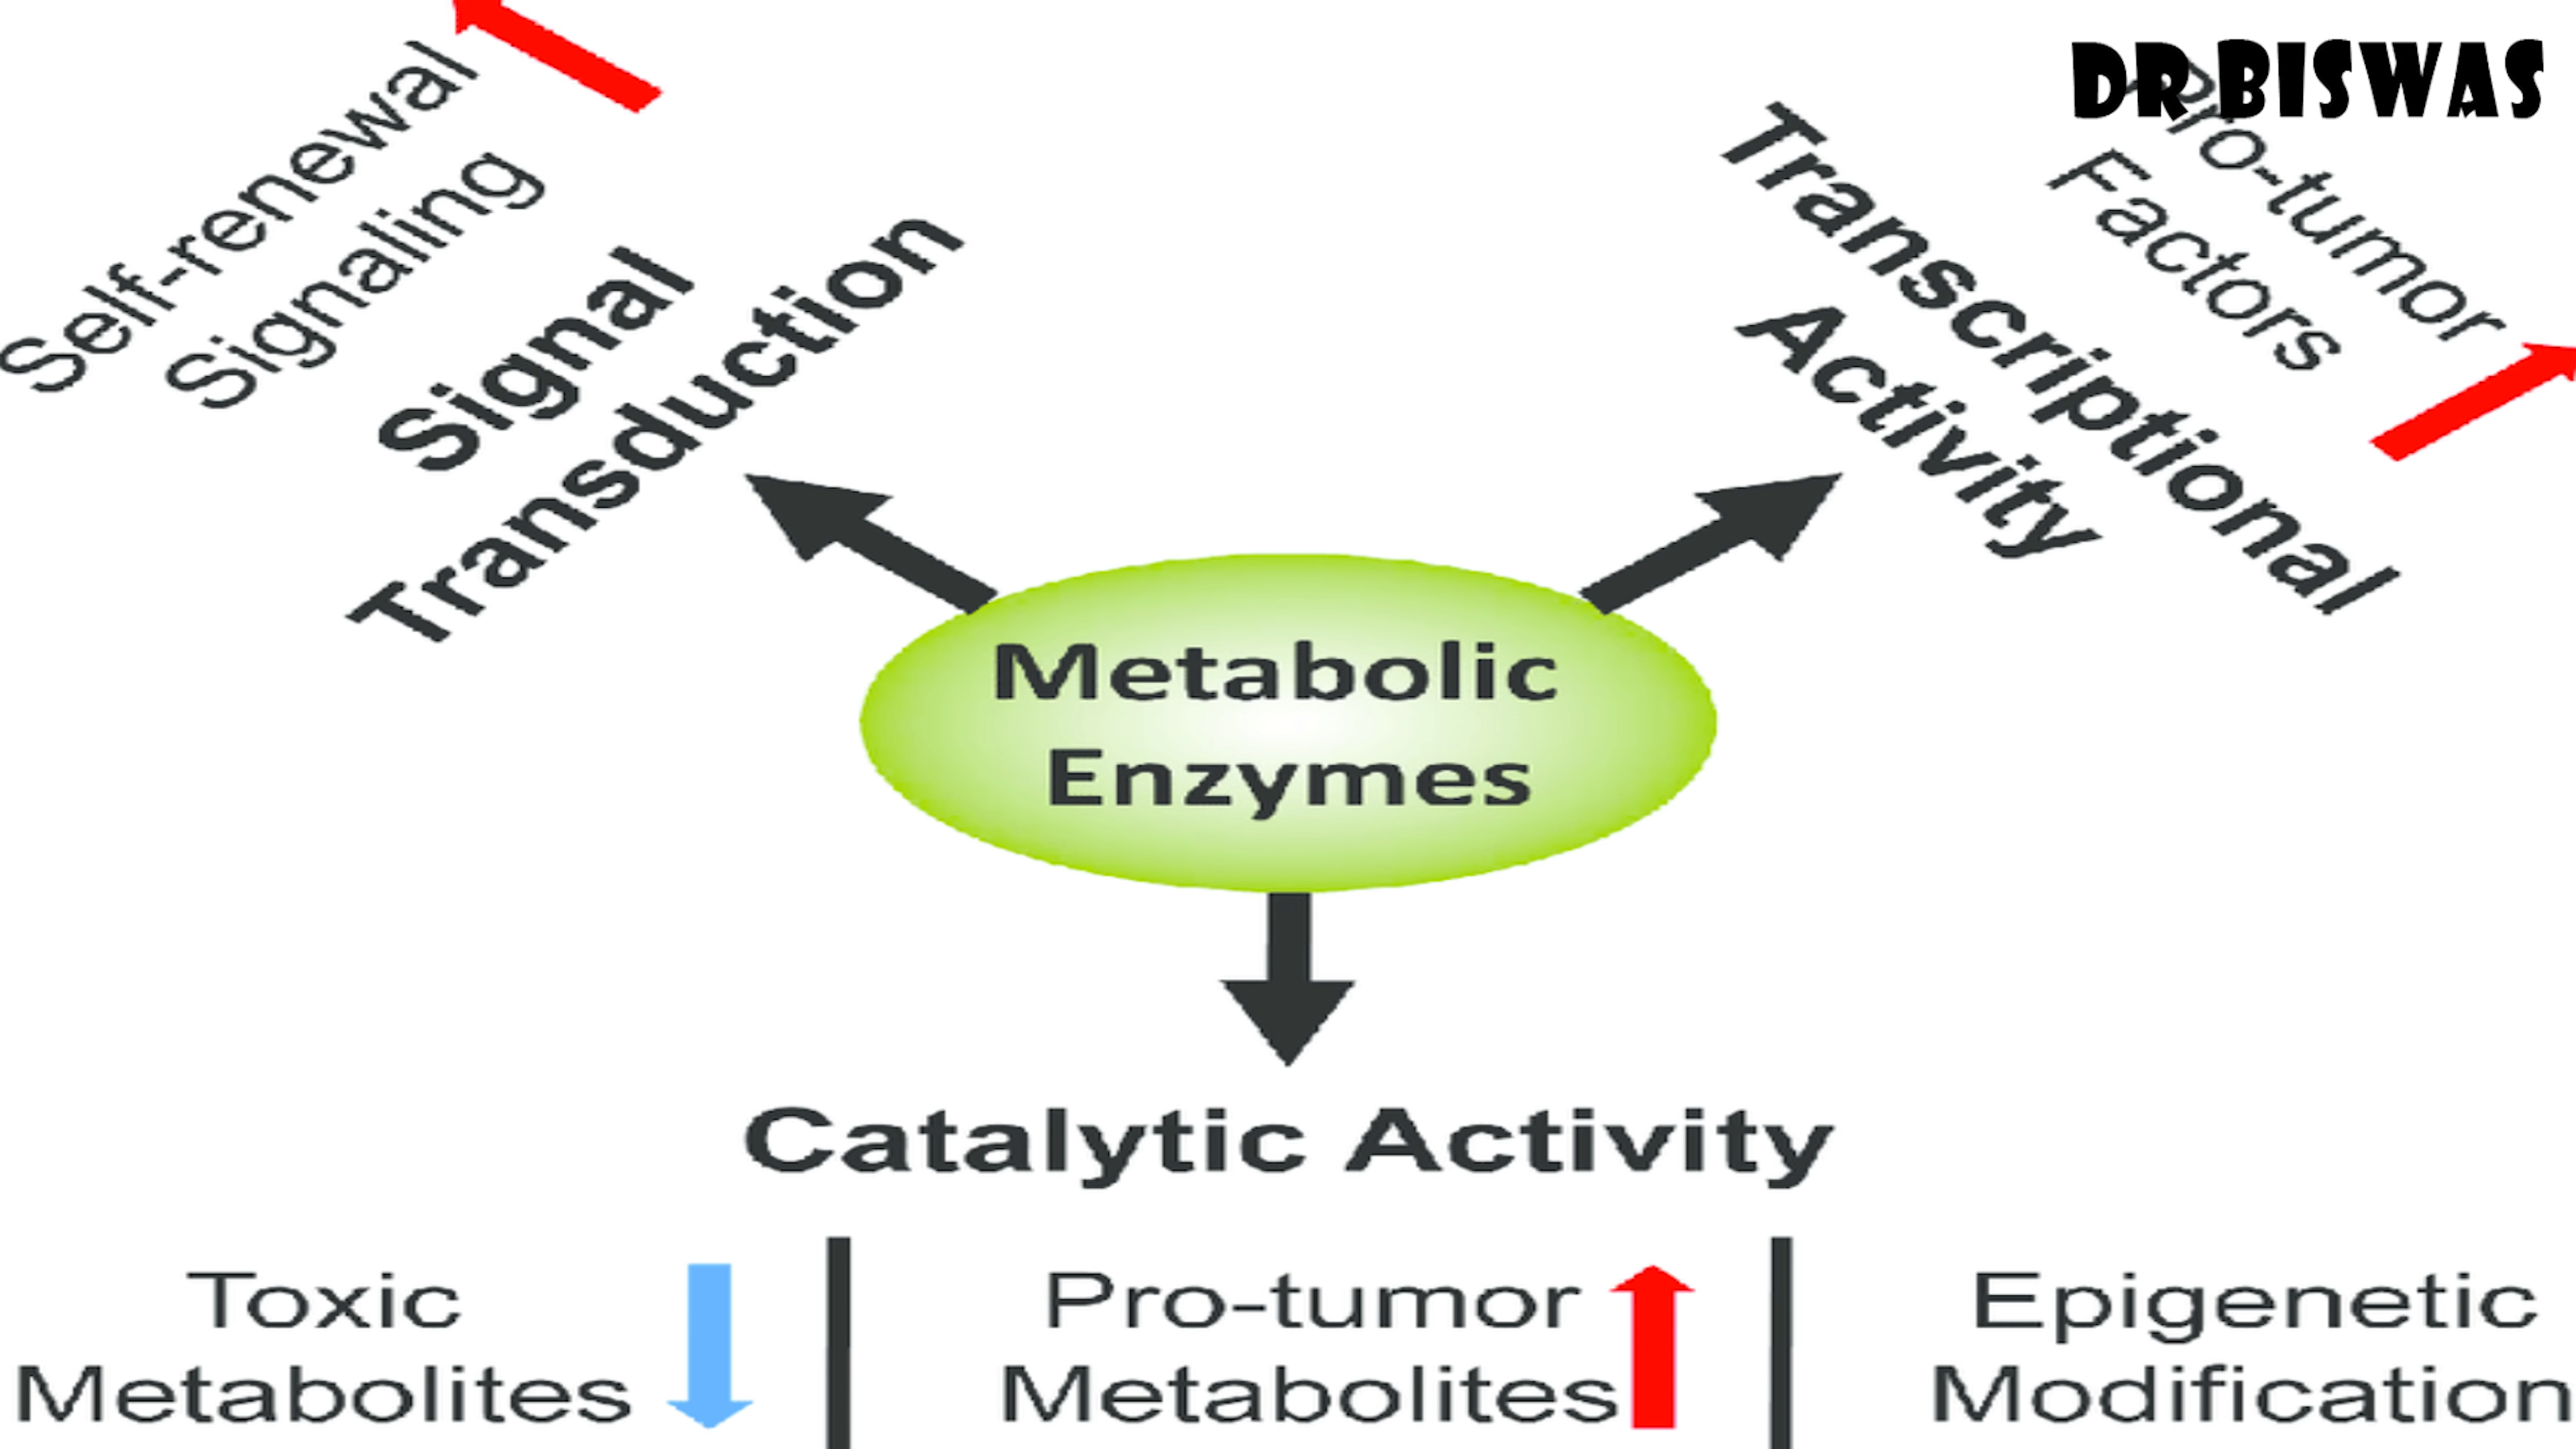 DR BISWAS
Self-renewal
Signaling
Signal
Transduction
Pro-tumor
Factors
Transcriptional
Activity
Metabolic
Enzymes
Catalytic Activity
Toxic
Metabolites
Pro-tumor
Metabolites
Epigenetic
Modification